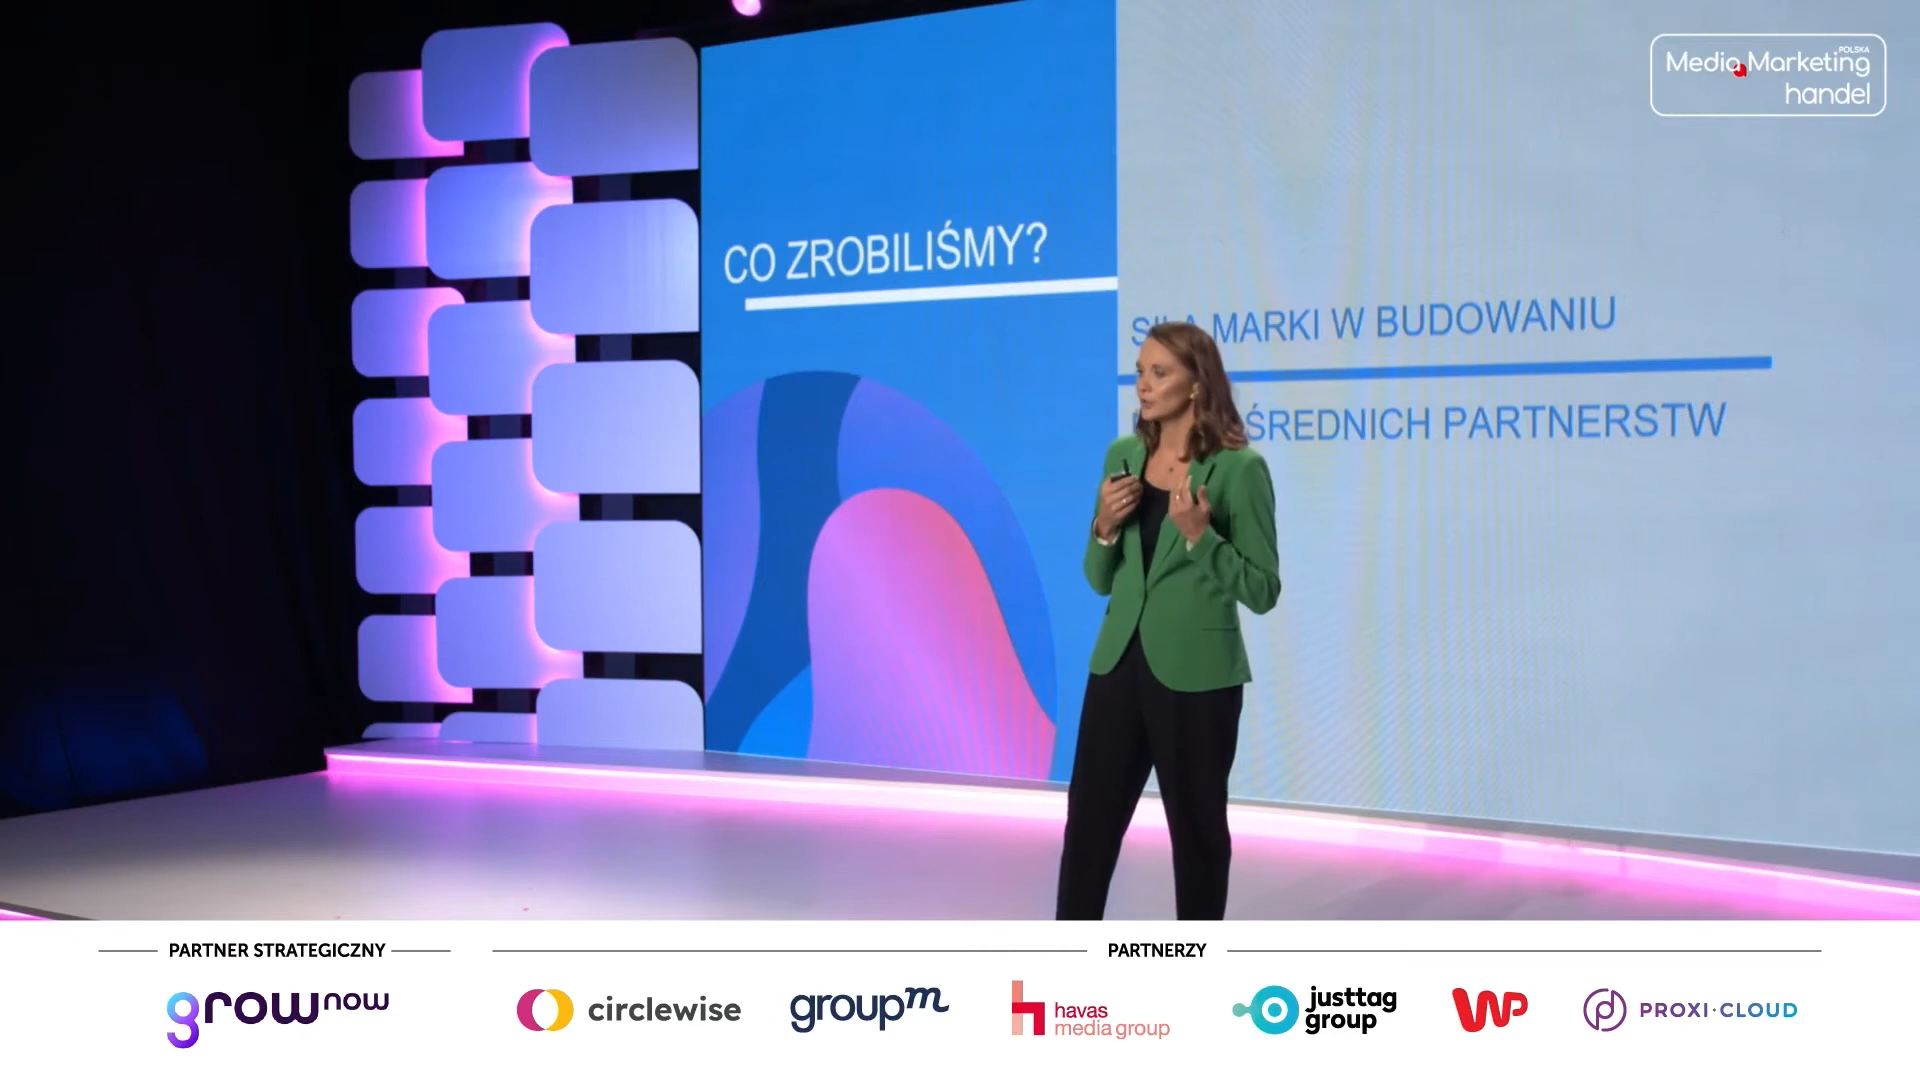 POLSKA
Media Marketing
handel
CO ZROBILIŚMY?
MARKI W BUDOWANIU
PARTNERSTW
PARTNER STRATEGICZNY
PARTNERZY
grow now
circlewise
groupm
havas
media group
justtag
group
WP
PROXI·CLOUD